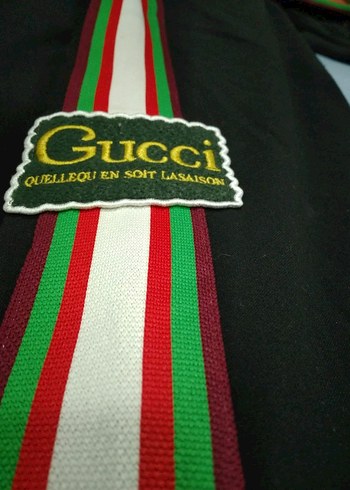 Gucci
QUELLEQU EN SOIT LASAISON